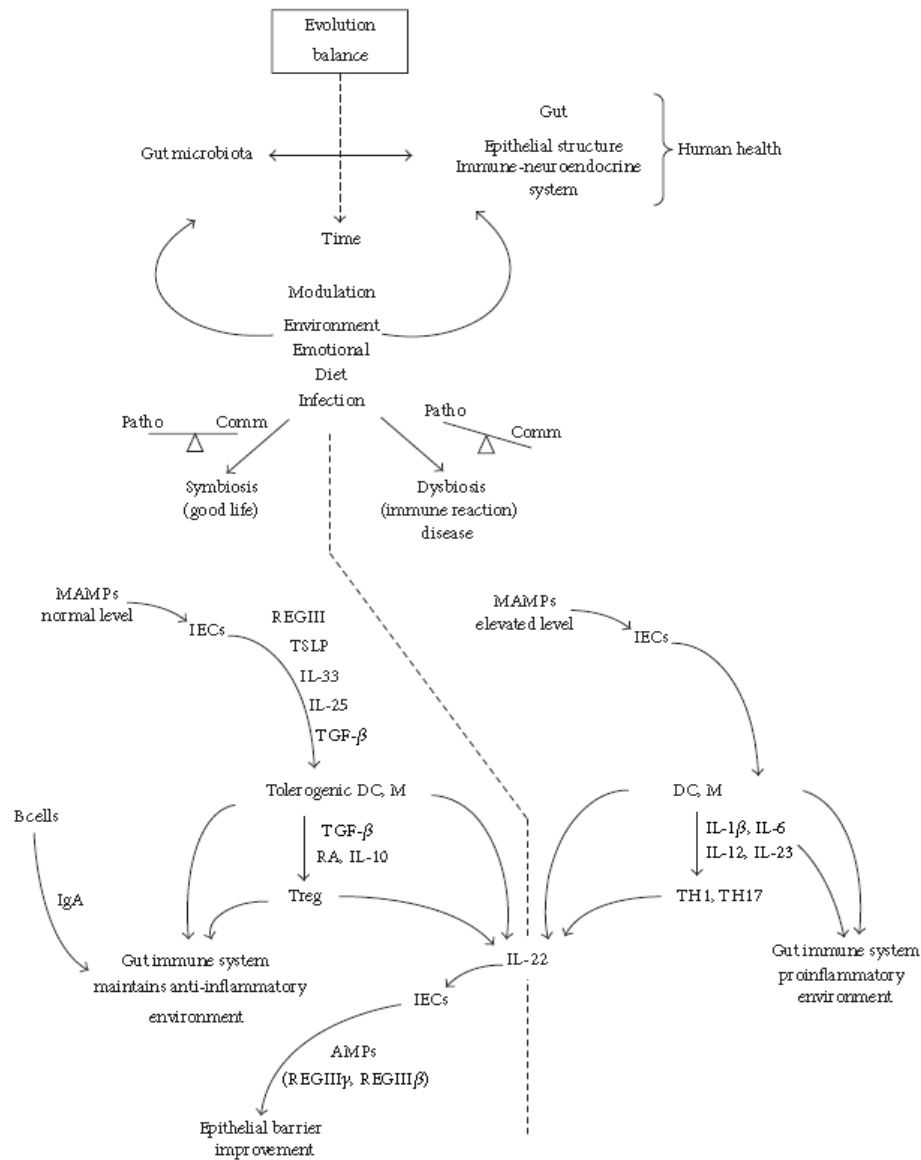 Evolution
balance
Gut microbiota
Gut
Epithelial structure
Immune-neuroendocrine
system
Human health
Time
Modulation
Environment
Emotional
Diet
Infection
Patho Comm
Patho
Comm
Symbiosis
(good life)
Dysbiosis
(immune reaction)
disease
MAMPs
normal level
IECs
REGIII
TSLP
IL-33
IL-25
TGF-β
MAMPs
elevated level
IECs
Tolerogenic DC, M
DC, M
B cells
TGF-β
RA, IL-10
IL-1β, IL-6
IL-12, IL-23
IgA
Treg
TH1, TH17
Gut immune system
maintains anti-inflammatory
environment
IL-22
Gut immune system
proinflammatory
environment
IECs
AMPs
(REGIIIγ, REGIIIβ)
Epithelial barrier
improvement